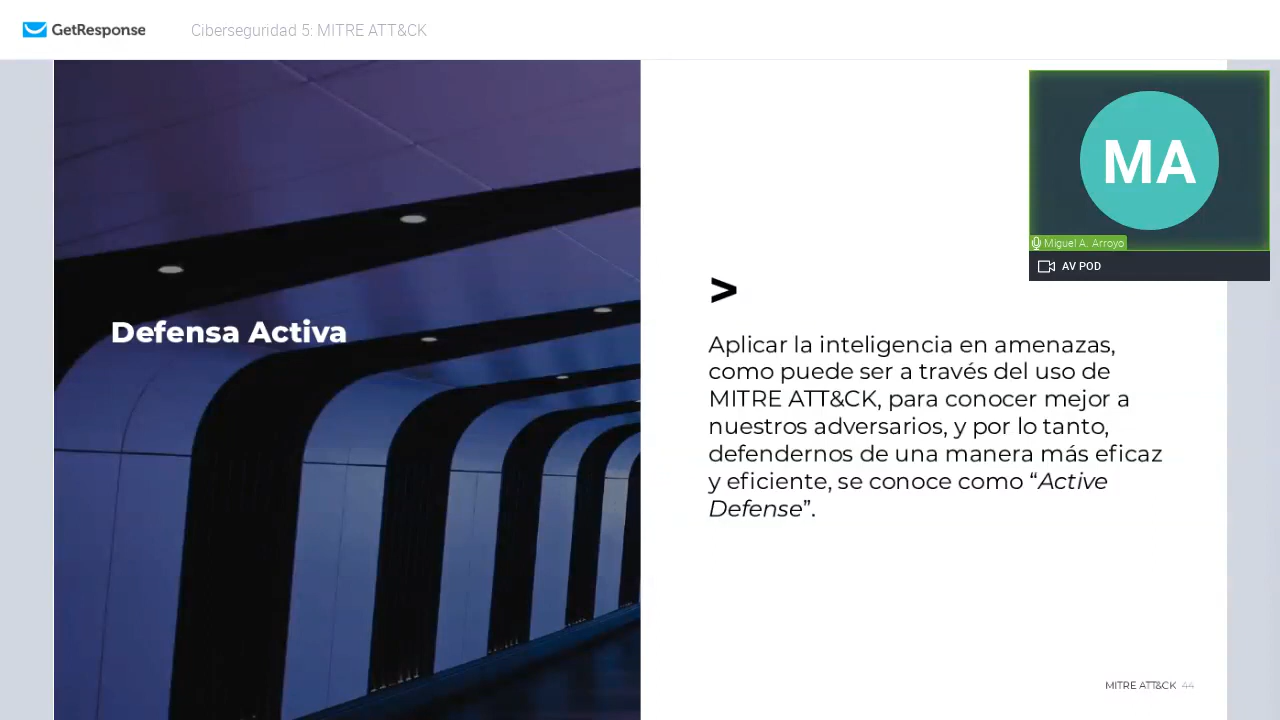 GetResponse
Ciberseguridad 5: MITRE ATT&CK
MA
Miguel A. Arroyo
AV POD
Defensa Activa
>
Aplicar la inteligencia en amenazas,
como puede ser a través del uso de
MITRE ATT&CK, para conocer mejor a
nuestros adversarios, y por lo tanto,
defendernos de una manera más eficaz
y eficiente, se conoce como “Active
Defense”.
MITRE ATT&CK 44